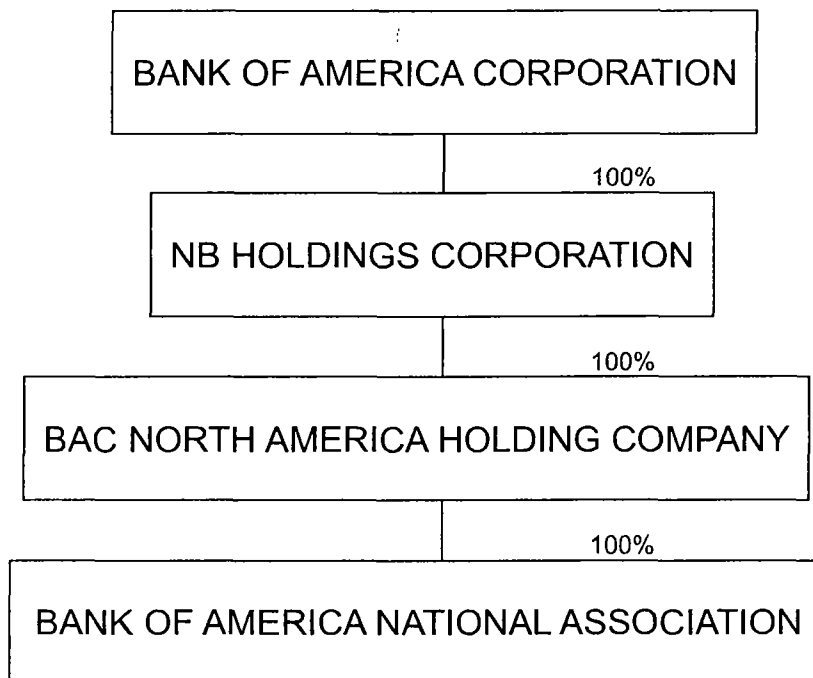 BANK OF AMERICA CORPORATION
100%
NB HOLDINGS CORPORATION
100%
BAC NORTH AMERICA HOLDING COMPANY
100%
BANK OF AMERICA NATIONAL ASSOCIATION